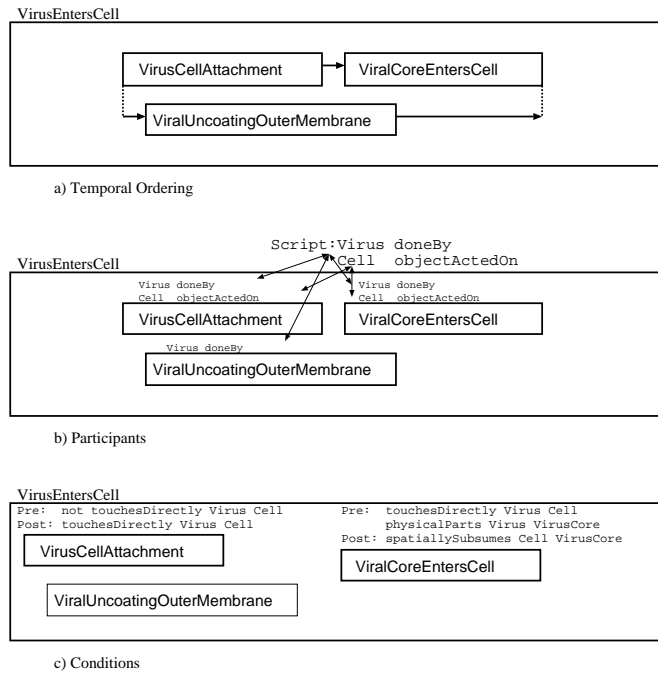 VirusEntersCell
VirusCellAttachment
ViralCoreEntersCell
ViralUncoatingOuterMembrane
a) Temporal Ordering
Script:Virus doneBy
Cell objectActedOn
VirusEntersCell
Virus doneBy
Cell objectActedOn
Virus doneBy
Cell objectActedOn
VirusCellAttachment
ViralCoreEntersCell
Virus doneBy
ViralUncoatingOuterMembrane
b) Participants
VirusEntersCell
Pre: not touchesDirectly Virus Cell
Post: touchesDirectly Virus Cell
VirusCellAttachment
Pre: touchesDirectly Virus Cell
physicalParts Virus VirusCore
Post: spatiallySubsumes Cell VirusCore
ViralCoreEntersCell
ViralUncoatingOuterMembrane
c) Conditions